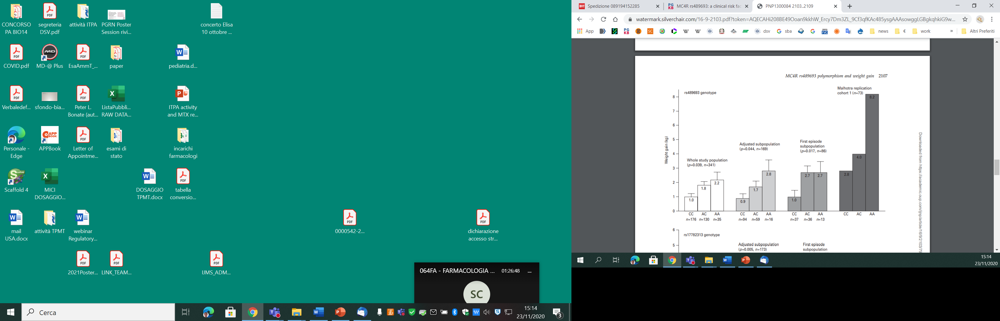 CONCORSO
PA BIO14
segreteria
DSV.pdf
attività ITPA
PGRN Poster
Session rivi...
concerto Elisa
10 ottobre ...
COVID.pdf
MD-@ Plus
EsaAmmT_...
paper
pediatria.d...
Verbaledef...
sfondo-bia...
Peter L.
Bonate (aut...
ListaPubbli...
RAW DATA...
ITPA activity
and MTX re...
Personale -
Edge
APPBook
Letter of
Appointme...
esami di
stato
incarichi
farmacologi
Scaffold 4
MICI
DOSAGGIO...
DOSAGGIO
TPMT.docx
tabella
conversio...
mail
USA.docx
attività TPMT
webinar
Regulatory...
0000542-2...
dichiarazione
accesso str...
2021Poster...
LINK_TEAM...
IJMS_ADM...
064FA - FARMACOLOGIA ...
01:26:48
SC
Cerca
15:14
23/11/2020
3
BRT Spedizione 089194152285
PG KB MC4R rs489693: a clinical risk fac
PNP1300084 2103..2109
watermark.silverchair.com/16-9-2103.pdf?token=AQECAHi208BE49Ooan9kkhW_Ercy7Dm3ZL_9Cf3qfKAc485ysgAAAsowggLGBgkqhkiG9w...
App
dsv
sba
news
€
work
»
Altri Preferiti
MC4R rs489693 polymorphism and weight gain 2107
rs489693 genotype
Malhotra replication
cohort 1 (n=73)
Weight gain (kg)
8
7
6
5
4
3
2
1
0
Whole study population
(p=0.039, n=341)
1.0
1.8
2.2
CC AC AA
n=176 n=130 n=35
Adjusted subpopulation
(p=0.044, n=169)
0.9
1.7
2.8
CC AC AA
n=94 n=59 n=16
First episode
subpopulation
(p=0.017, n=86)
1.0
2.7
2.7
CC AC AA
n=37 n=36 n=13
2.8
4.0
8.2
CC AC AA
6
5
rs17782313 genotype
Adjusted subpopulation
(p=0.005, n=173)
First episode
subpopulation
Downloaded from https://academic.oup.com/ijnp/article/16/9/2103/79
15:14
23/11/2020